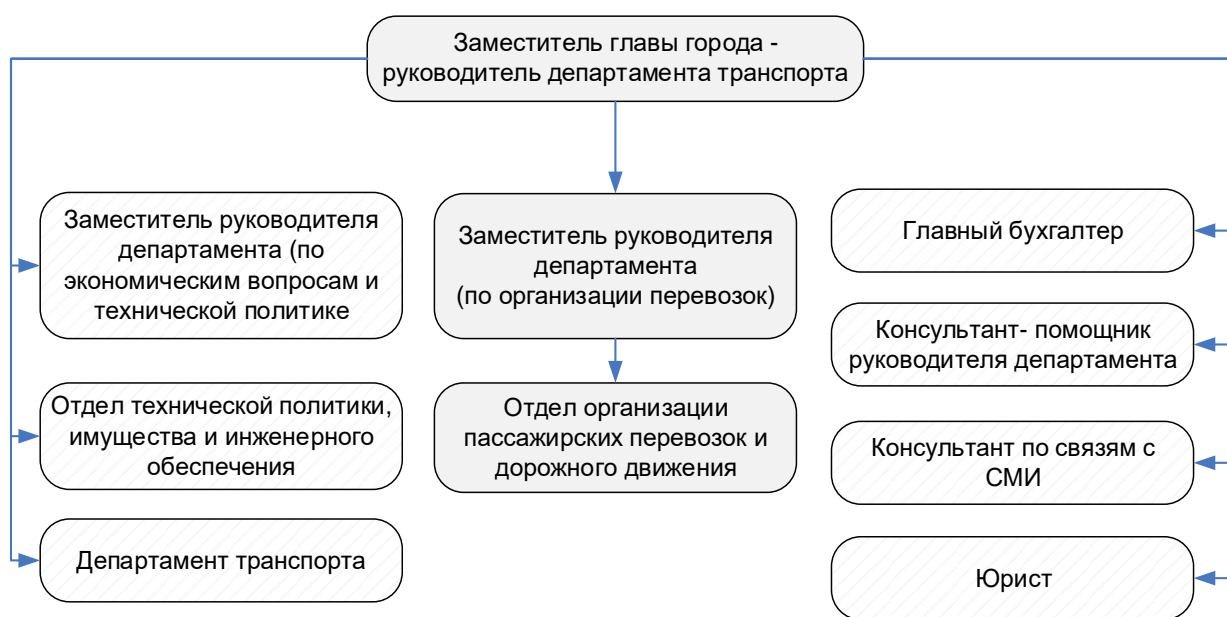 Заместитель главы города -
руководитель департамента транспорта
Заместитель руководителя
департамента (по
экономическим вопросам и
технической политике
Отдел технической политики,
имущества и инженерного
обеспечения
Департамент транспорта
Заместитель руководителя
департамента
(по организации перевозок)
Отдел организации
пассажирских перевозок и
дорожного движения
Главный бухгалтер
Консультант- помощник
руководителя департамента
Консультант по связям с
СМИ
Юрист